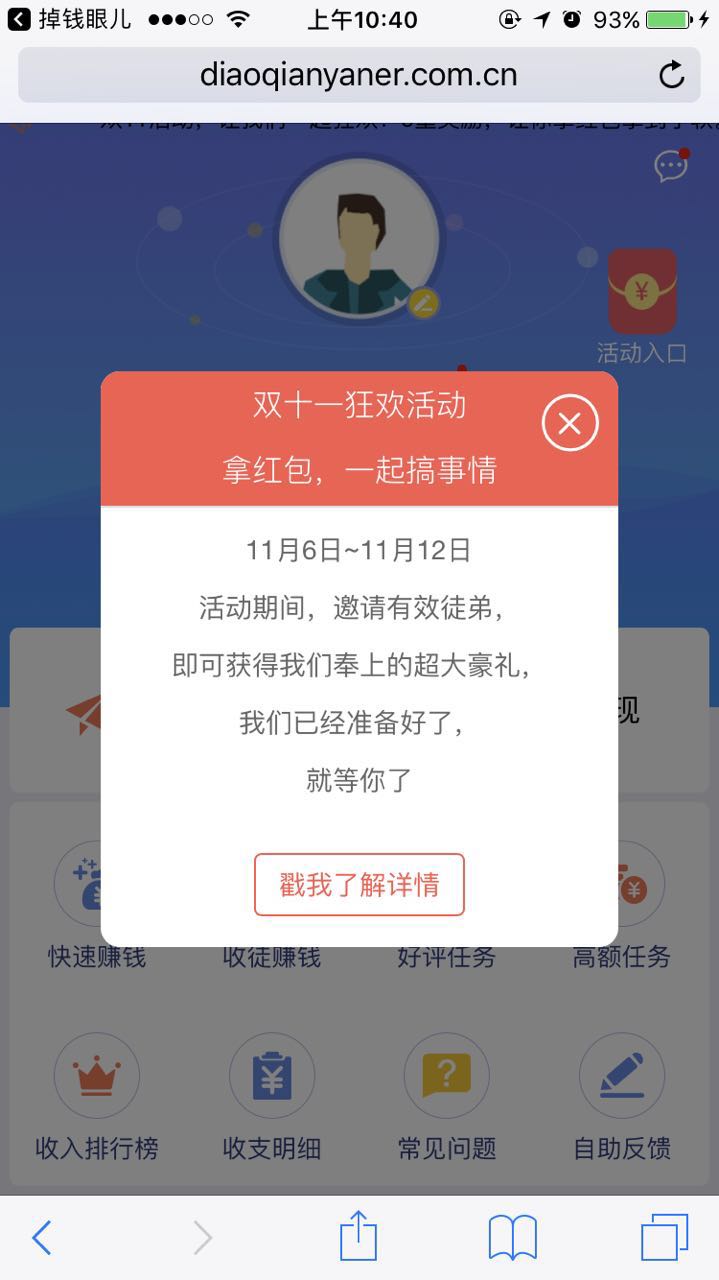 掉钱眼儿
上午10:40
93%
diaoqianyaner.com.cn
活动入口
双十一狂欢活动
拿红包，一起搞事情
11月6日~11月12日
活动期间，邀请有效徒弟，
即可获得我们奉上的超大豪礼，
我们已经准备好了，
就等你了
戳我了解详情
现
快速赚钱 收徒赚钱 好评任务 高额任务
收入排行榜 收支明细 常见问题 自助反馈